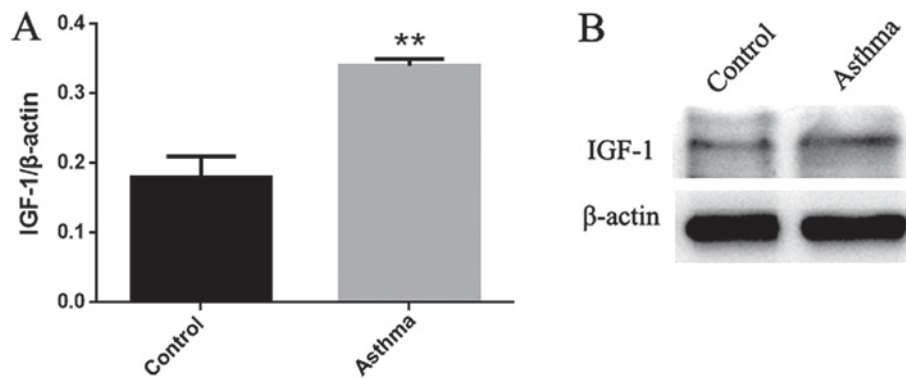 A
IGF-1/β-actin
0.4
0.3
0.2
0.1
0.0
**
Control
Asthma
B
Control
Asthma
IGF-1
β-actin